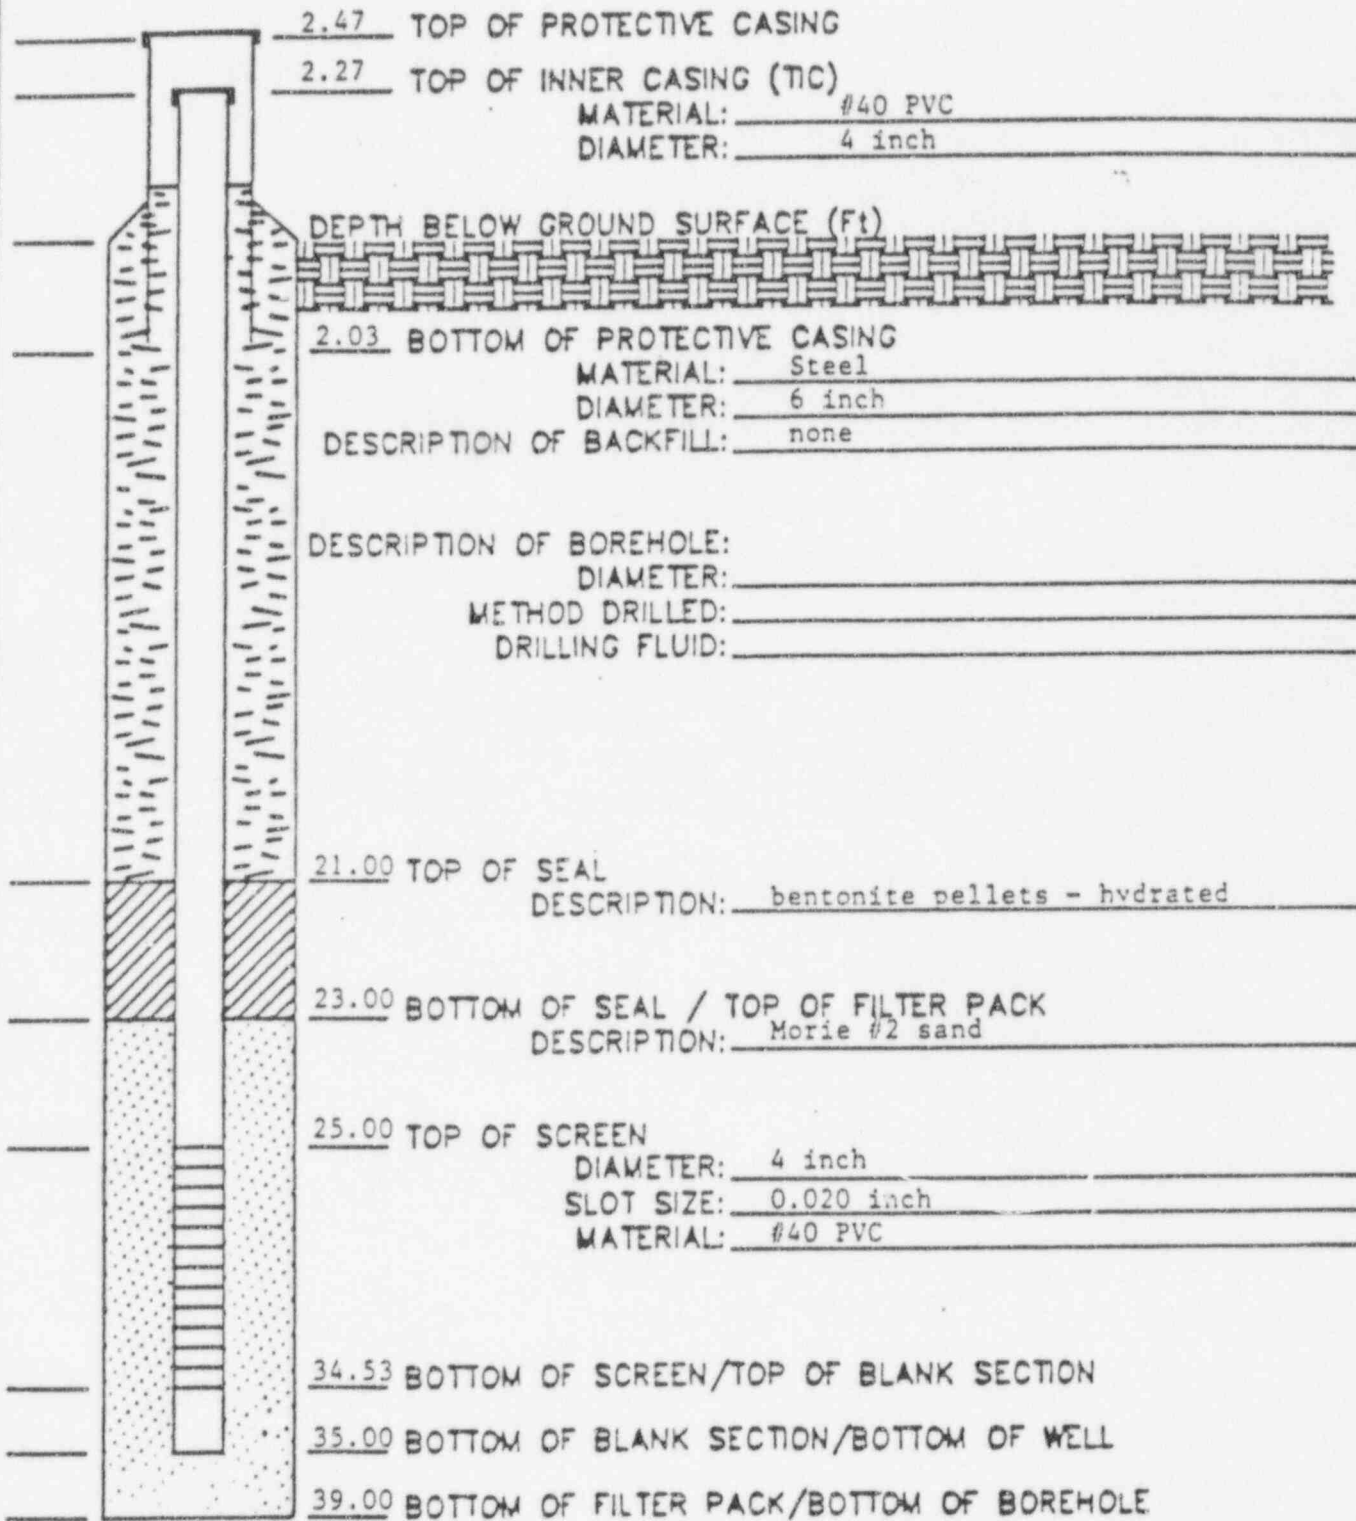 2.47 TOP OF PROTECTIVE CASING
2.27 TOP OF INNER CASING (TIC)
MATERIAL: #40 PVC
DIAMETER: 4 inch
DEPTH BELOW GROUND SURFACE (Ft)
2.03 BOTTOM OF PROTECTIVE CASING
MATERIAL: Steel
DIAMETER: 6 inch
DESCRIPTION OF BACKFILL: none
DESCRIPTION OF BOREHOLE:
DIAMETER:
METHOD DRILLED:
DRILLING FLUID:
21.00 TOP OF SEAL
DESCRIPTION: bentonite pellets - hydrated
23.00 BOTTOM OF SEAL / TOP OF FILTER PACK
DESCRIPTION: Morie #2 sand
25.00 TOP OF SCREEN
DIAMETER: 4 inch
SLOT SIZE: 0.020 inch
MATERIAL: #40 PVC
34.53 BOTTOM OF SCREEN/TOP OF BLANK SECTION
35.00 BOTTOM OF BLANK SECTION/BOTTOM OF WELL
39.00 BOTTOM OF FILTER PACK/BOTTOM OF BOREHOLE